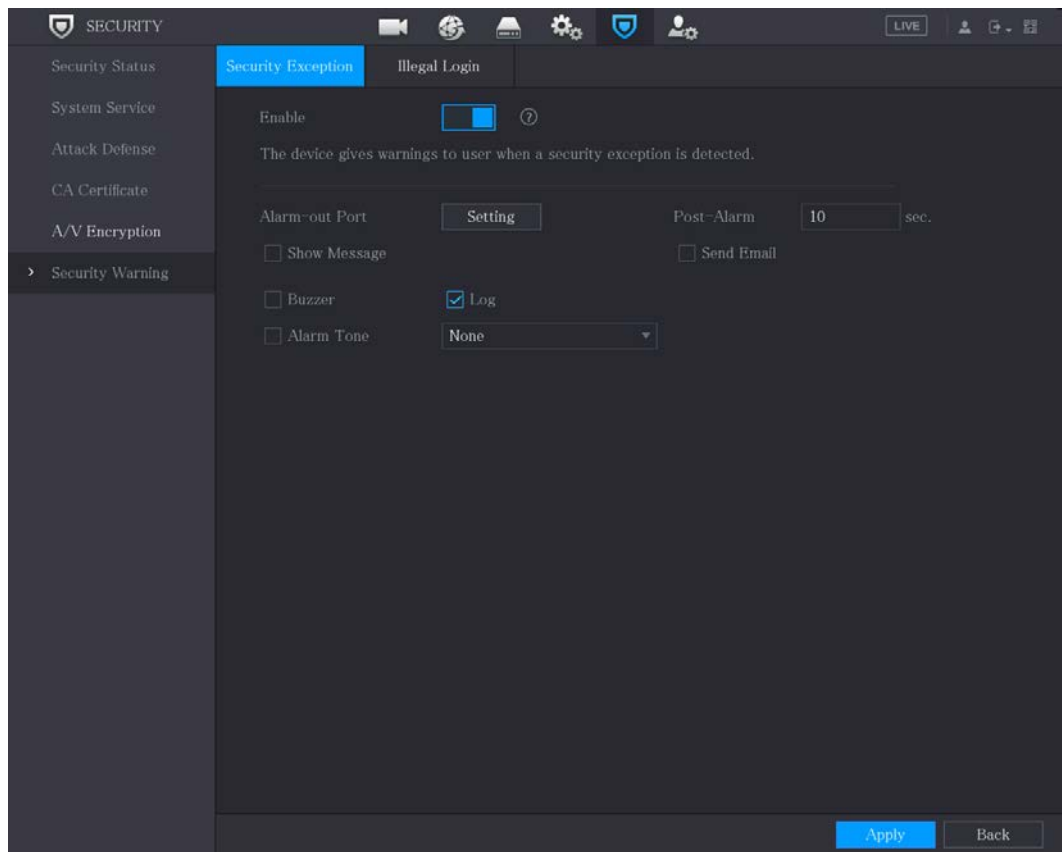 SECURITY
LIVE
Security Status
Security Exception
Illegal Login
System Service
Enable
?
Attack Defense
The device gives warnings to user when a security exception is detected.
CA Certificate
Alarm-out Port
Setting
Post-Alarm
10
sec.
A/V Encryption
Show Message
Send Email
Security Warning
Buzzer
Log
Alarm Tone
None
Apply
Back